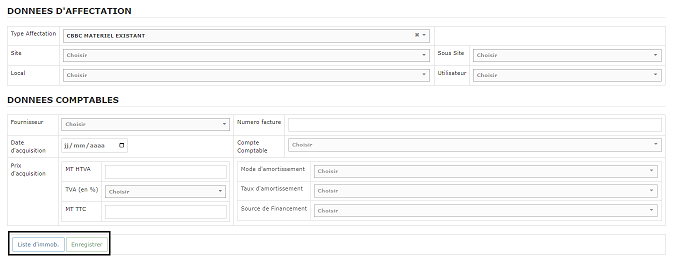 DONNEES D'AFFECTATION
Type Affectation
CBBC MATERIEL EXISTANT
Site
Choisir
Sous Site
Choisir
Local
Choisir
Utilisateur
Choisir
DONNEES COMPTABLES
Fournisseur
Choisir
Numero facture
Date
d'acquisition
jj/mm/aaaa
Compte
Comptable
Choisir
Prix
d'acquisition
MT HTVA
Mode d'amortissement
Choisir
TVA (en %)
Choisir
Taux d'amortissement
Choisir
MT TTC
Source de Financement
Choisir
Liste d'immob.
Enregistrer